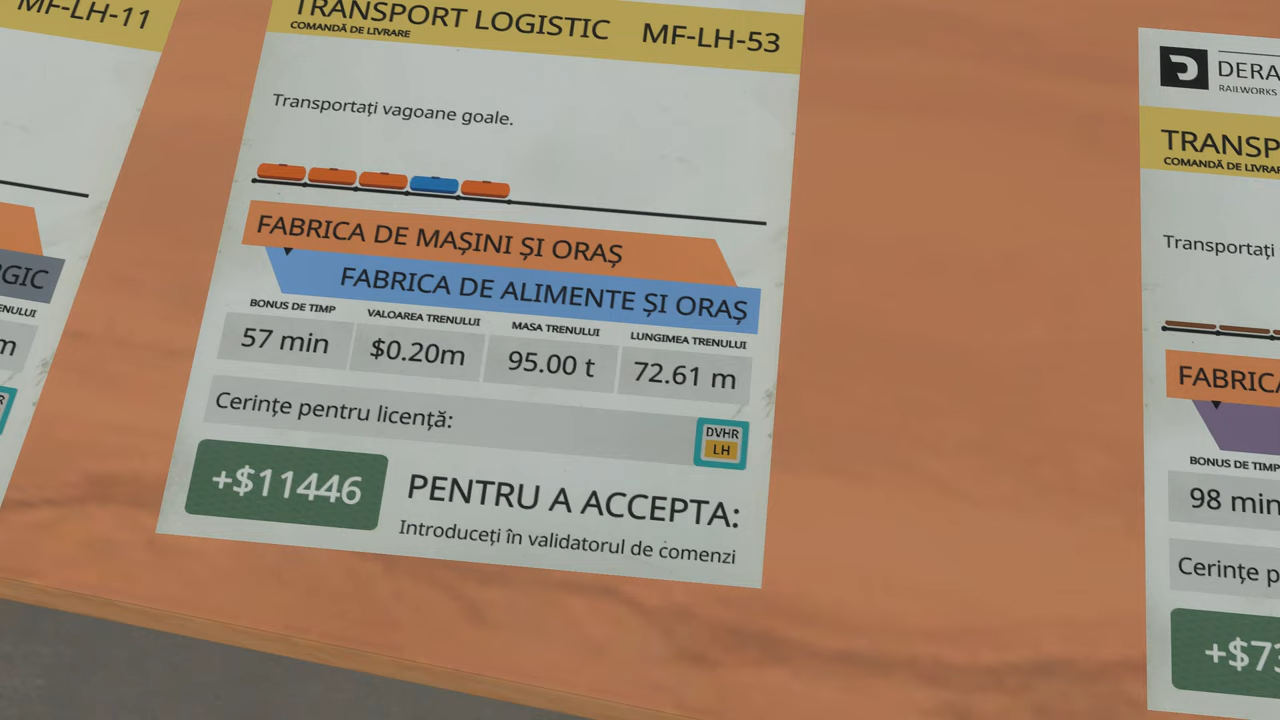 MF-LH-11
GIC
TRANSPORT LOGISTIC MF-LH-53
COMANDĂ DE LIVRARE
Transportați vagoane goale.
FABRICA DE MAȘINI ȘI ORAȘ
FABRICA DE ALIMENTE ȘI ORAȘ
BONUS DE TIMP VALOAREA TRENULUI MASA TRENULUI LUNGIMEA TRENULUI
57 min $0.20m 95.00 t 72.61 m
Cerințe pentru licență:
DVHR
LH
+$11446
PENTRU A ACCEPTA:
Introduceți în validatorul de comenzi
DERA
RAILWORKS
TRANSP
COMANDĂ DE LIVRAR
Transportați
FABRICA
BONUS DE TIMP
98 min
Cerințe p
+$73